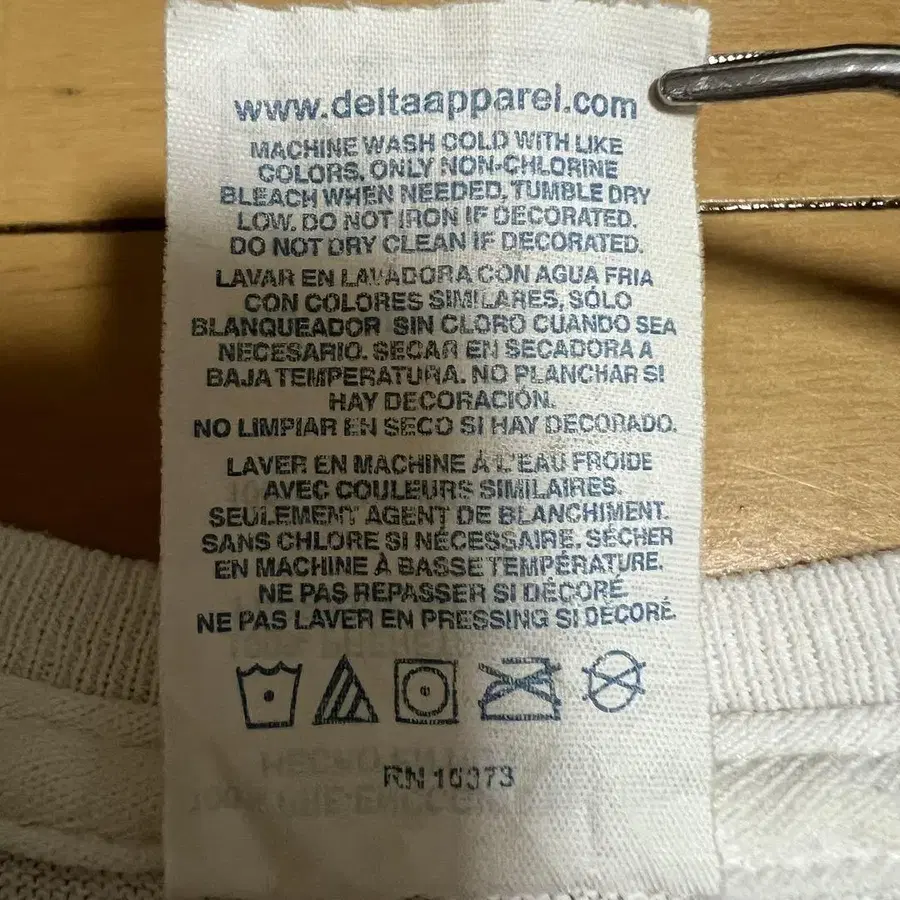 www.deltaapparel.com
MACHINE WASH COLD WITH LIKE
COLORS. ONLY NON-CHLORINE
BLEACH WHEN NEEDED, TUMBLE DRY
LOW. DO NOT IRON IF DECORATED.
DO NOT DRY CLEAN IF DECORATED.
LAVAR EN LAVADORA CON AGUA FRIA
CON COLORES SIMILARES, SÓLO
BLANQUEADOR SIN CLORO CUANDO SEA
NECESARIO. SECAR EN SECADORA A
BAJA TEMPERATURA. NO PLANCHAR SI
HAY DECORACIÓN.
NO LIMPIAR EN SECO SI HAY DECORADO.
LAVER EN MACHINE À L'EAU FROIDE
AVEC COULEURS SIMILAIRES.
SEULEMENT AGENT DE BLANCHIMENT.
SANS CHLORE SI NÉCESSAIRE. SÉCHER
EN MACHINE À BASSE TEMPÉRATURE.
NE PAS REPASSER SI DÉCORÉ.
NE PAS LAVER EN PRESSING SI DÉCORÉ.
RN